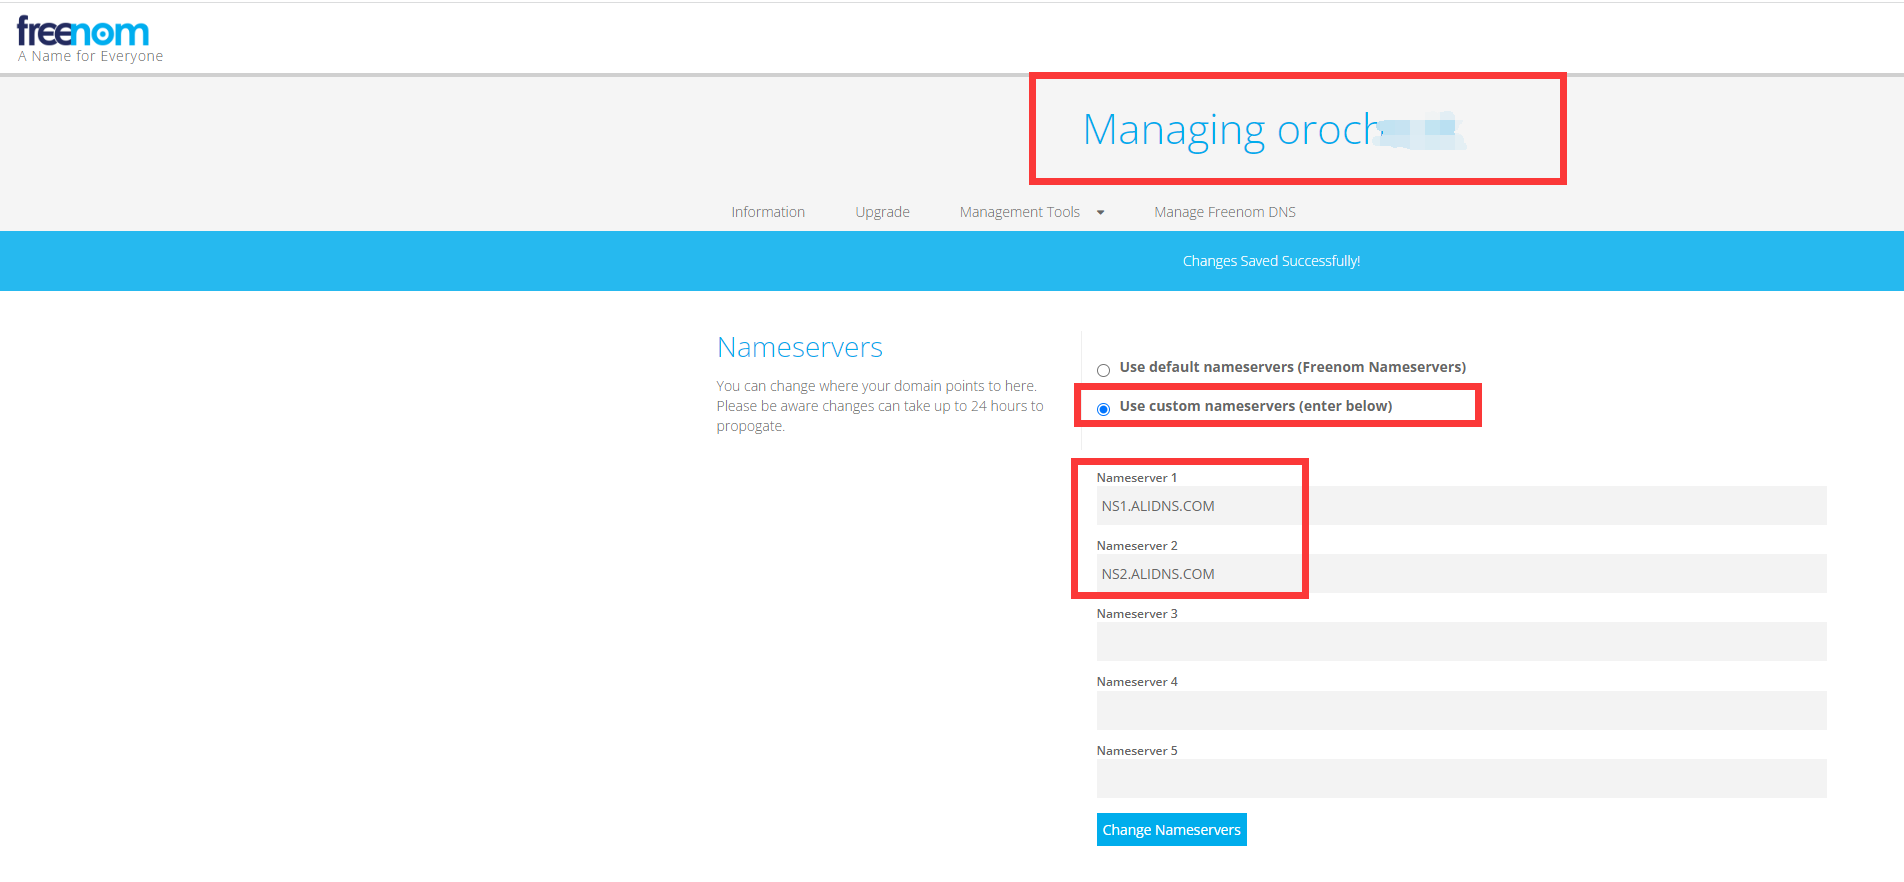 freenom
A Name for Everyone
Managing
Information Upgrade Management Tools Manage Freenom DNS
Changes Saved Successfully!
Nameservers
You can change where your domain points to here.
Please be aware changes can take up to 24 hours to
propogate.
Use default nameservers (Freenom Nameservers)
Use custom nameservers (enter below)
Nameserver 1
NS1.ALIDNS.COM
Nameserver 2
NS2.ALIDNS.COM
Nameserver 3
Nameserver 4
Nameserver 5
Change Nameservers